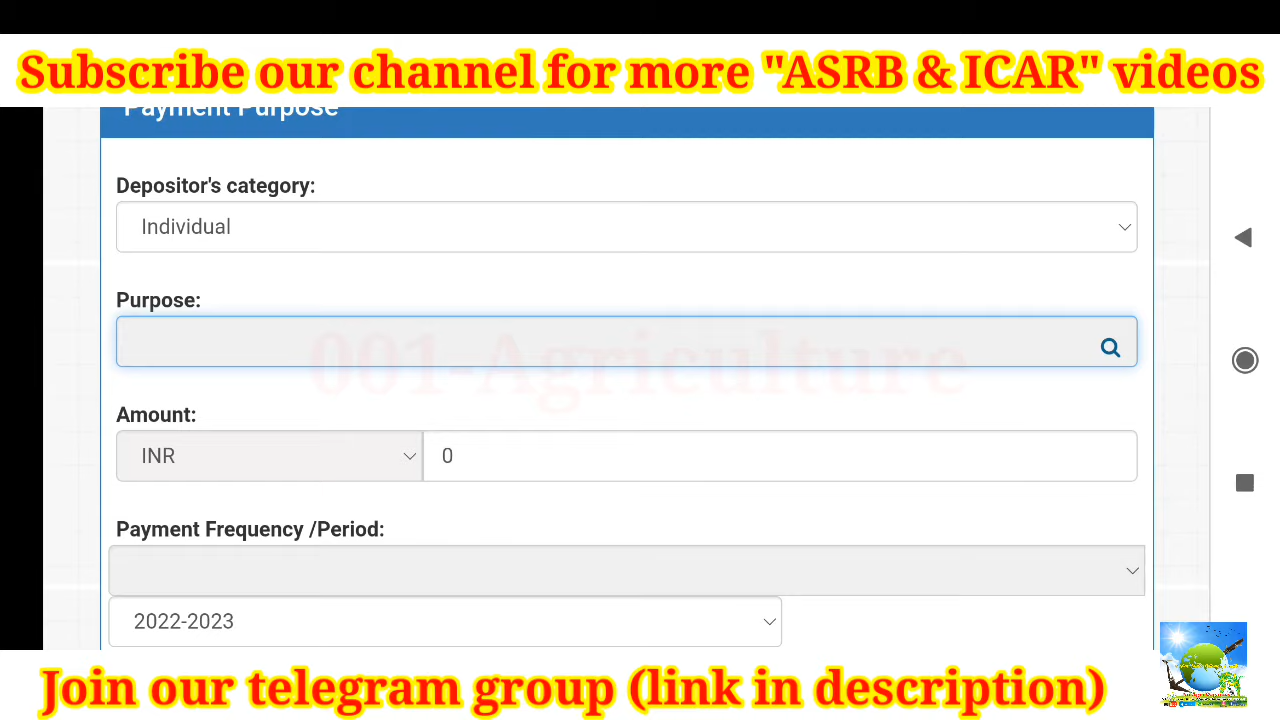 Subscribe our channel for more "ASRB & ICAR" videos
Payment Purpose
Depositor's category:
Individual
Purpose:
001-Agriculture
Amount:
INR 0
Payment Frequency /Period:
2022-2023
Join our telegram group (link in description)